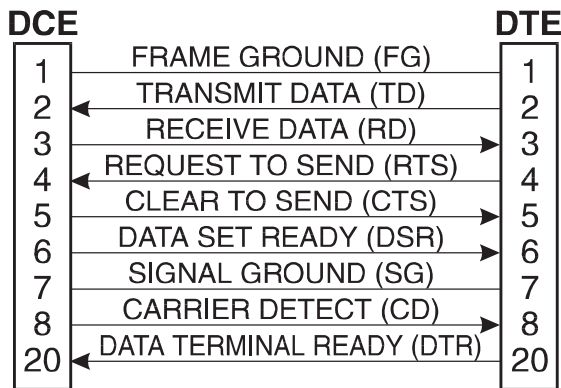 DCE DTE
1 FRAME GROUND (FG) 1
2 TRANSMIT DATA (TD) 2
3 RECEIVE DATA (RD) 3
4 REQUEST TO SEND (RTS) 4
5 CLEAR TO SEND (CTS) 5
6 DATA SET READY (DSR) 6
7 SIGNAL GROUND (SG) 7
8 CARRIER DETECT (CD) 8
20 DATA TERMINAL READY (DTR) 20